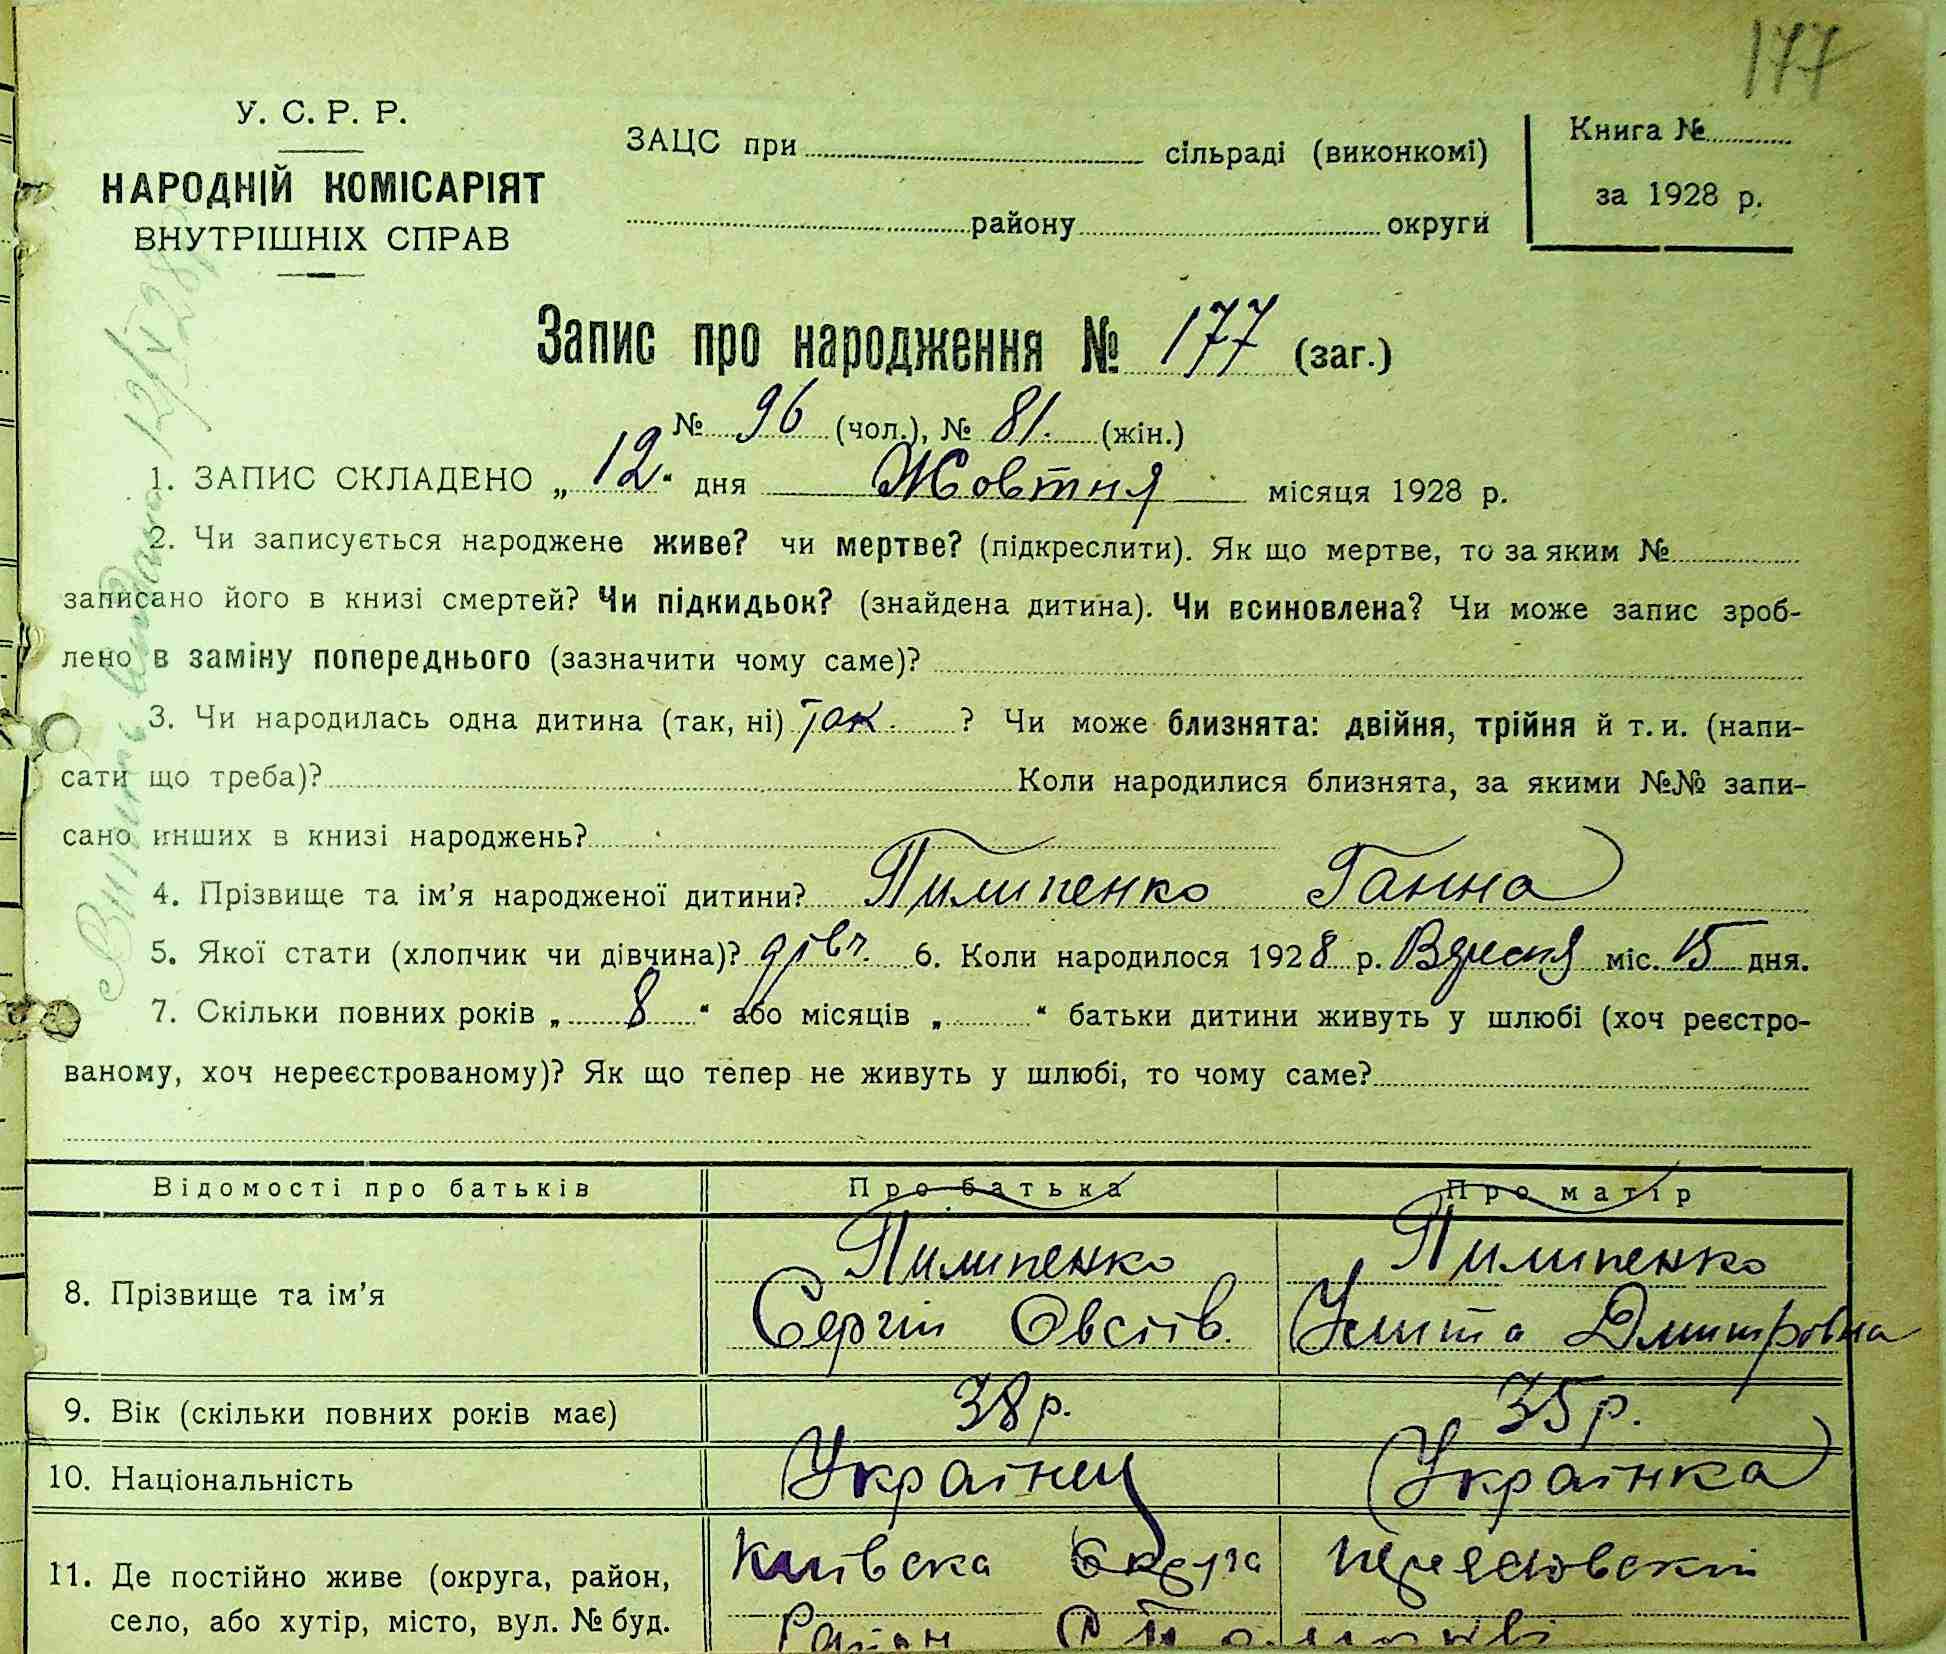 177
У. С. Р. Р.
НАРОДНІЙ КОМІСАРІЯТ
ВНУТРІШНІХ СПРАВ
ЗАЦС при сільраді (виконкомі)
району округи
Книга №
за 1928 р.
Запис про народження № 177 (заг.)
№ 96 (чол.), № 81. (жін.)
1. ЗАПИС СКЛАДЕНО „ 12 “ дня Жовтня місяця 1928 р.
2. Чи записується народжене живе? чи мертве? (підкреслити). Як що мертве, то за яким №
записано його в книзі смертей? Чи підкидьок? (знайдена дитина). Чи всиновлена? Чи може запис зроб-
лено в заміну попереднього (зазначити чому саме)?
3. Чи народилась одна дитина (так, ні) так ? Чи може близнята: двійня, трійня й т. и. (напи-
сати що треба)? Коли народилися близнята, за якими №№ запи-
сано инших в книзі народжень?
4. Прізвище та ім’я народженої дитини? Пилипенко Ганна
5. Якої стати (хлопчик чи дівчина)? дівч. 6. Коли народилося 1928 р. Вересня міс. 15 дня.
7. Скільки повних років „ 8 “ або місяців „ “ батьки дитини живуть у шлюбі (хоч реєстро-
ваному, хоч нереєстрованому)? Як що тепер не живуть у шлюбі, то чому саме?
Відомості про батьків Про батька Про матір
8. Прізвище та ім’я
Пилипенко
Сергій Овсіїв.
Пилипенко
Улита Дмитровна
9. Вік (скільки повних років має) 38 р. 35 р.
10. Національність Українец Українка
11. Де постійно живе (округа, район,
село, або хутір, місто, вул. № буд.
Київска Округа
Район